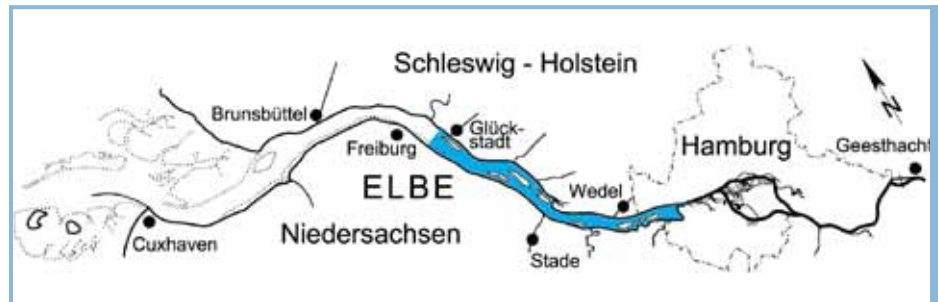 Schleswig - Holstein
Brunsbüttel
Glück-
stadt
Freiburg
Hamburg
Geesthacht
ELBE
Wedel
Niedersachsen
Cuxhaven
Stade
N